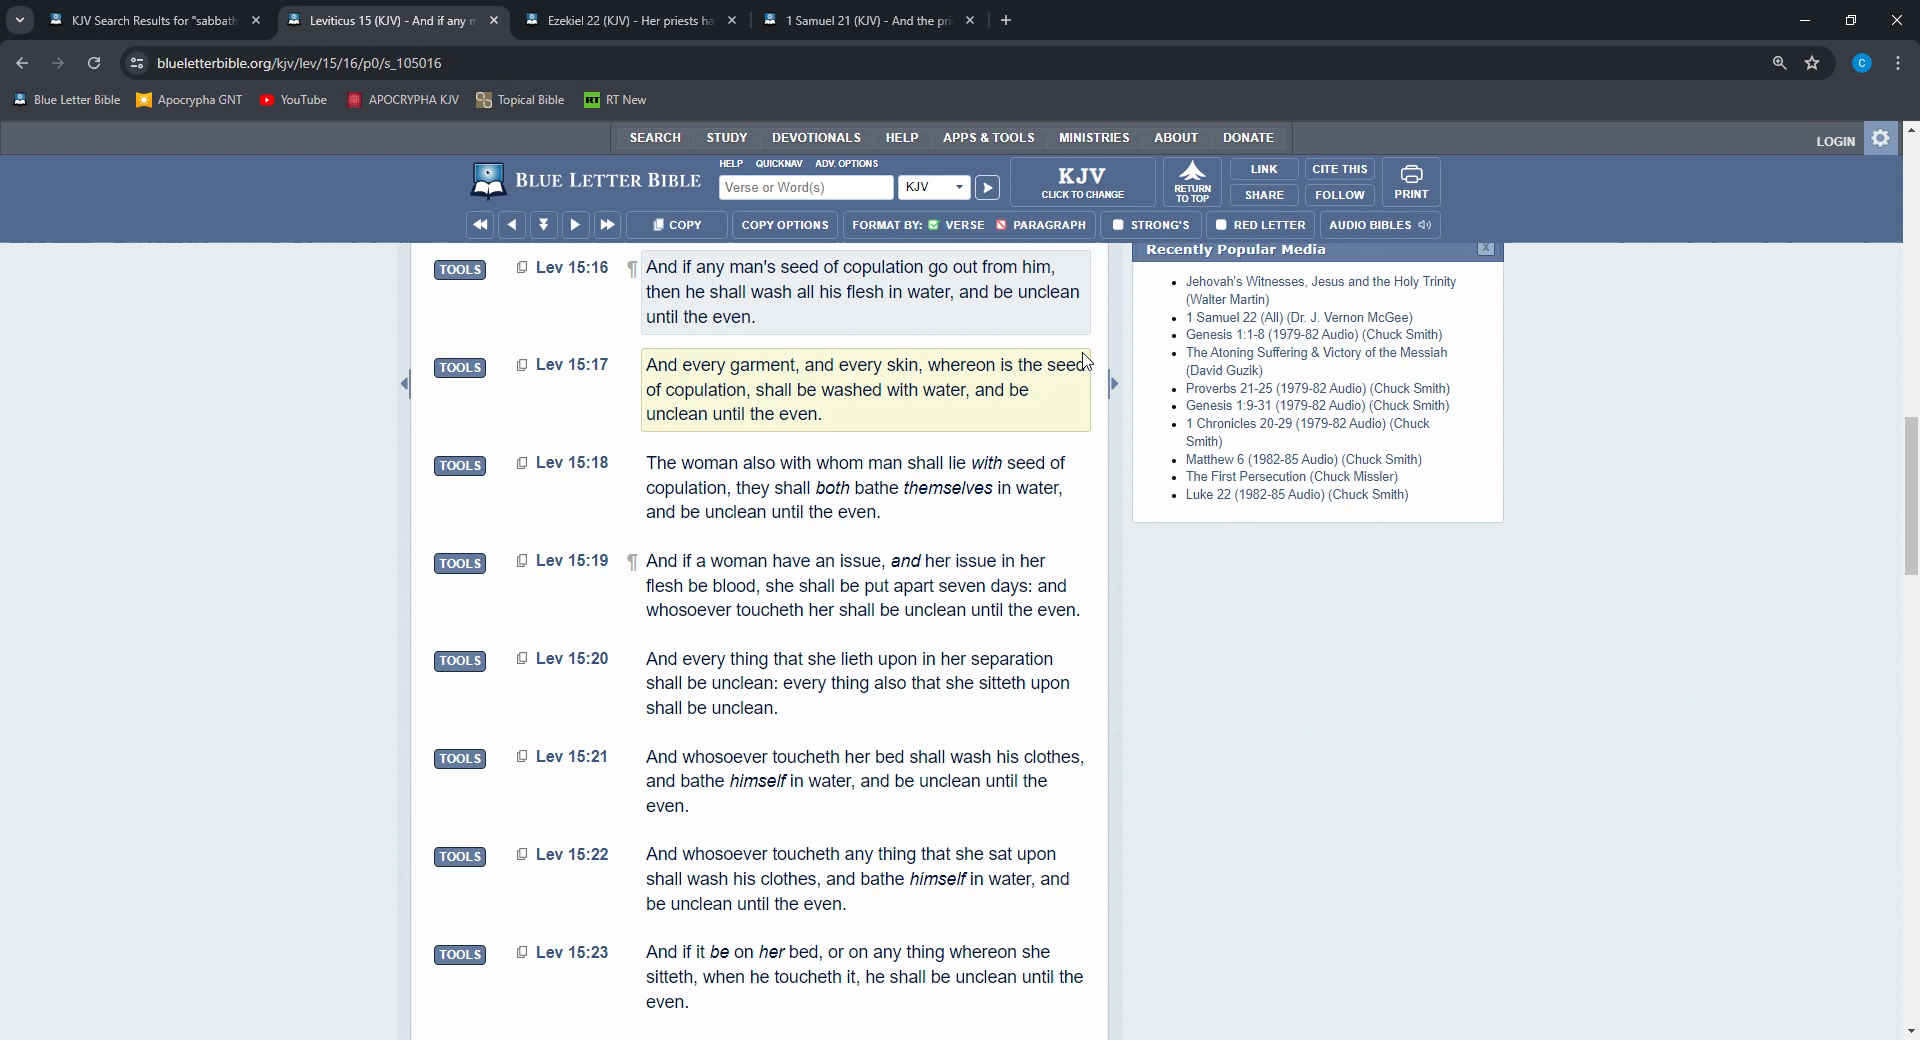 KJV Search Results for "sabbath
Leviticus 15 (KJV) - And if any m
Ezekiel 22 (KJV) - Her priests ha
1 Samuel 21 (KJV) - And the pri
blueletterbible.org/kjv/lev/15/16/p0/s_105016
C
Blue Letter Bible
Apocrypha GNT
YouTube
APOCRYPHA KJV
Topical Bible
RT New
SEARCH STUDY DEVOTIONALS HELP APPS & TOOLS MINISTRIES ABOUT DONATE
LOGIN
BLUE LETTER BIBLE
HELP QUICKNAV ADV. OPTIONS
Verse or Word(s)
KJV
KJV
CLICK TO CHANGE
RETURN
TO TOP
LINK
CITE THIS
SHARE
FOLLOW
PRINT
COPY
COPY OPTIONS
FORMAT BY: VERSE PARAGRAPH
STRONG'S
RED LETTER
AUDIO BIBLES
TOOLS Lev 15:16 ¶ And if any man's seed of copulation go out from him,
then he shall wash all his flesh in water, and be unclean
until the even.
TOOLS Lev 15:17 And every garment, and every skin, whereon is the seed
of copulation, shall be washed with water, and be
unclean until the even.
TOOLS Lev 15:18 The woman also with whom man shall lie with seed of
copulation, they shall both bathe themselves in water,
and be unclean until the even.
TOOLS Lev 15:19 ¶ And if a woman have an issue, and her issue in her
flesh be blood, she shall be put apart seven days: and
whosoever toucheth her shall be unclean until the even.
TOOLS Lev 15:20 And every thing that she lieth upon in her separation
shall be unclean: every thing also that she sitteth upon
shall be unclean.
TOOLS Lev 15:21 And whosoever toucheth her bed shall wash his clothes,
and bathe himself in water, and be unclean until the
even.
TOOLS Lev 15:22 And whosoever toucheth any thing that she sat upon
shall wash his clothes, and bathe himself in water, and
be unclean until the even.
TOOLS Lev 15:23 And if it be on her bed, or on any thing whereon she
sitteth, when he toucheth it, he shall be unclean until the
even.
Recently Popular Media
x
Jehovah's Witnesses, Jesus and the Holy Trinity
(Walter Martin)
1 Samuel 22 (All) (Dr. J. Vernon McGee)
Genesis 1:1-8 (1979-82 Audio) (Chuck Smith)
The Atoning Suffering & Victory of the Messiah
(David Guzik)
Proverbs 21-25 (1979-82 Audio) (Chuck Smith)
Genesis 1:9-31 (1979-82 Audio) (Chuck Smith)
1 Chronicles 20-29 (1979-82 Audio) (Chuck
Smith)
Matthew 6 (1982-85 Audio) (Chuck Smith)
The First Persecution (Chuck Missler)
Luke 22 (1982-85 Audio) (Chuck Smith)